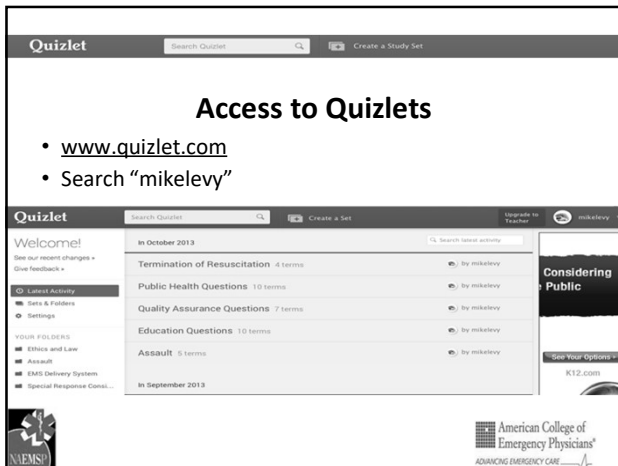 Quizlet Search Quizlet Create a Study Set
Access to Quizlets
• www.quizlet.com
• Search “mikelevy”
Quizlet Search Quizlet Create a Set Upgrade to Teacher mikelevy
Welcome!
See our recent changes »
Give feedback »
Latest Activity
Sets & Folders
Settings
YOUR FOLDERS
Ethics and Law
Assault
EMS Delivery System
Special Response Consi...
In October 2013 Search latest activity
Termination of Resuscitation 4 terms by mikelevy
Public Health Questions 10 terms by mikelevy
Quality Assurance Questions 7 terms by mikelevy
Education Questions 10 terms by mikelevy
Assault 5 terms by mikelevy
In September 2013
Considering
Public
See Your Options »
K12.com
NAEMSP
American College of
Emergency Physicians®
ADVANCING EMERGENCY CARE